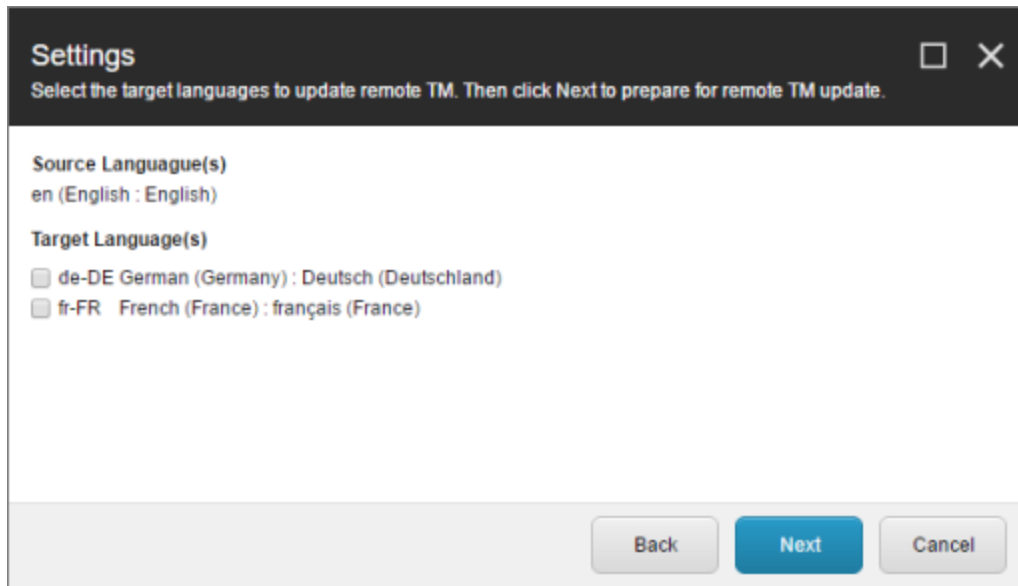 Settings
Select the target languages to update remote TM. Then click Next to prepare for remote TM update.
Source Languague(s)
en (English : English)
Target Language(s)
de-DE German (Germany) : Deutsch (Deutschland)
fr-FR French (France) : français (France)
Back Next Cancel